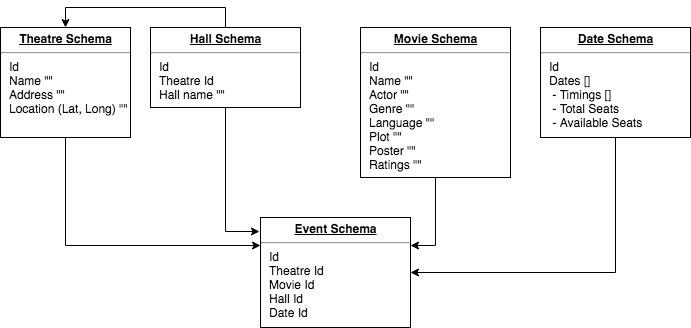 Theatre Schema
Id
Name ""
Address ""
Location (Lat, Long) ""
Hall Schema
Id
Theatre Id
Hall name ""
Movie Schema
Id
Name ""
Actor ""
Genre ""
Language ""
Plot ""
Poster ""
Ratings ""
Date Schema
Id
Dates []
- Timings []
- Total Seats
- Available Seats
Event Schema
Id
Theatre Id
Movie Id
Hall Id
Date Id